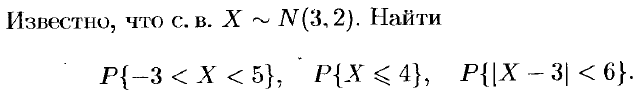 Известно, что с. в. X ∼ N(3, 2). Найти
P{−3 < X < 5}, P{X ⩽ 4}, P{|X − 3| < 6}.